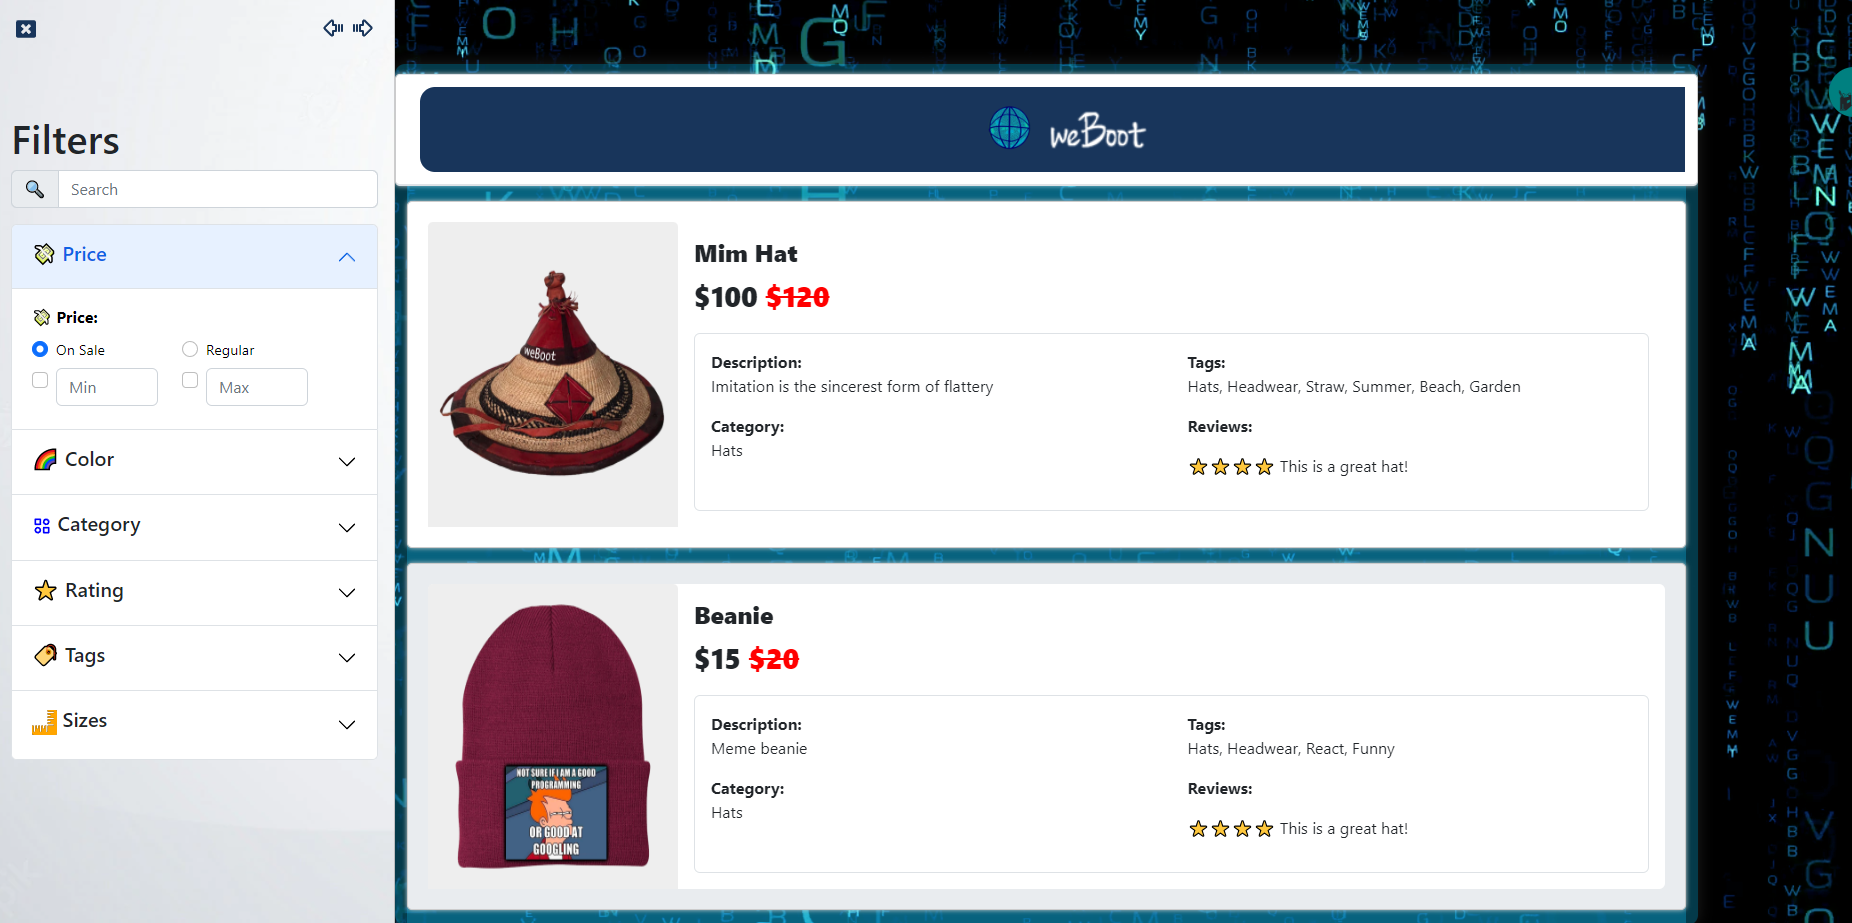 Filters
Search
Price
Price:
On Sale
Regular
Min
Max
Color
Category
Rating
Tags
Sizes
weBoot
Mim Hat
$100 $120
weBoot
Description:
Imitation is the sincerest form of flattery
Tags:
Hats, Headwear, Straw, Summer, Beach, Garden
Category:
Hats
Reviews:
This is a great hat!
Beanie
$15 $20
NOT SURE IF I AM A GOOD
PROGRAMMING
OR GOOD AT
GOOGLING
Description:
Meme beanie
Tags:
Hats, Headwear, React, Funny
Category:
Hats
Reviews:
This is a great hat!